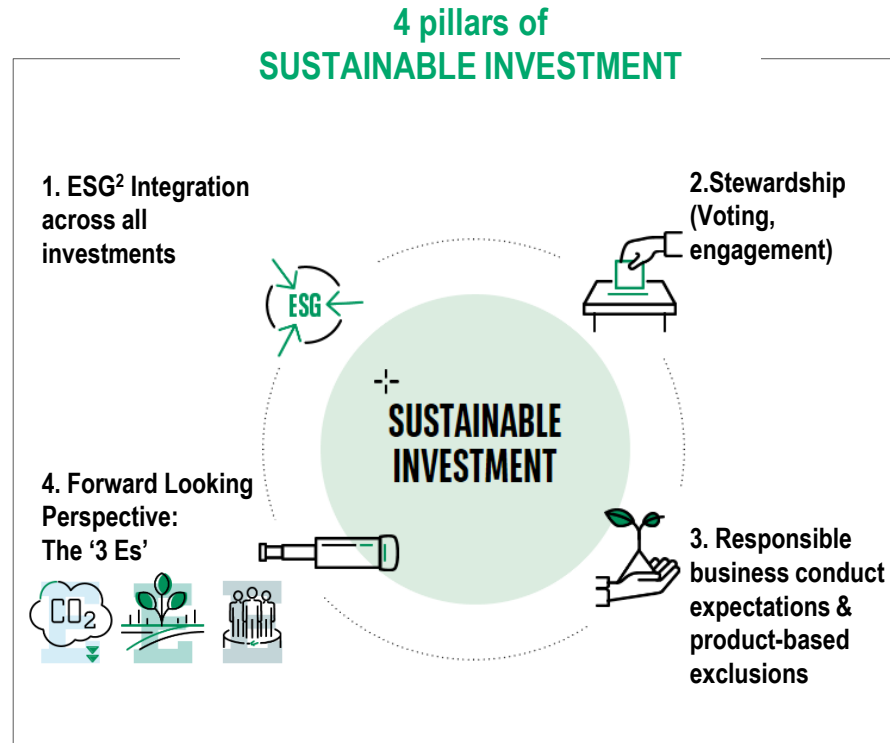 4 pillars of
SUSTAINABLE INVESTMENT
1. ESG² Integration
across all
investments
ESG
2.Stewardship
(Voting,
engagement)
SUSTAINABLE
INVESTMENT
3. Responsible
business conduct
expectations &
product-based
exclusions
4. Forward Looking
Perspective:
The ‘3 Es’
CO₂
E E E